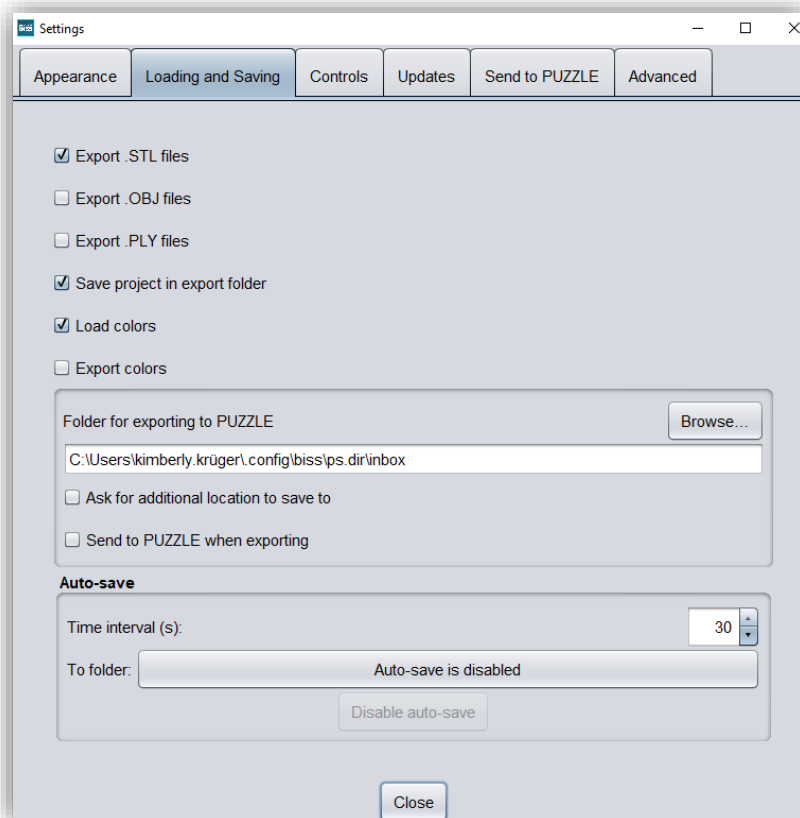 BISS Settings
Appearance Loading and Saving Controls Updates Send to PUZZLE Advanced
Export .STL files
Export .OBJ files
Export .PLY files
Save project in export folder
Load colors
Export colors
Folder for exporting to PUZZLE Browse...
C:\Users\kimberly.krüger\.config\biss\ps.dir\inbox
Ask for additional location to save to
Send to PUZZLE when exporting
Auto-save
Time interval (s): 30
To folder: Auto-save is disabled
Disable auto-save
Close